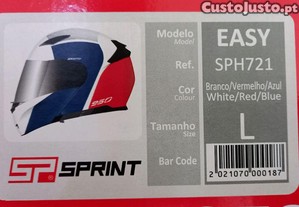 CustoJusto.pt
Modelo
Model
EASY
Ref.
SPH721
Cor
Colour
Branco/Vermelho/Azul
White/Red/Blue
Tamanho
Size
L
Bar Code
2 021070 000187
SP SPRINT